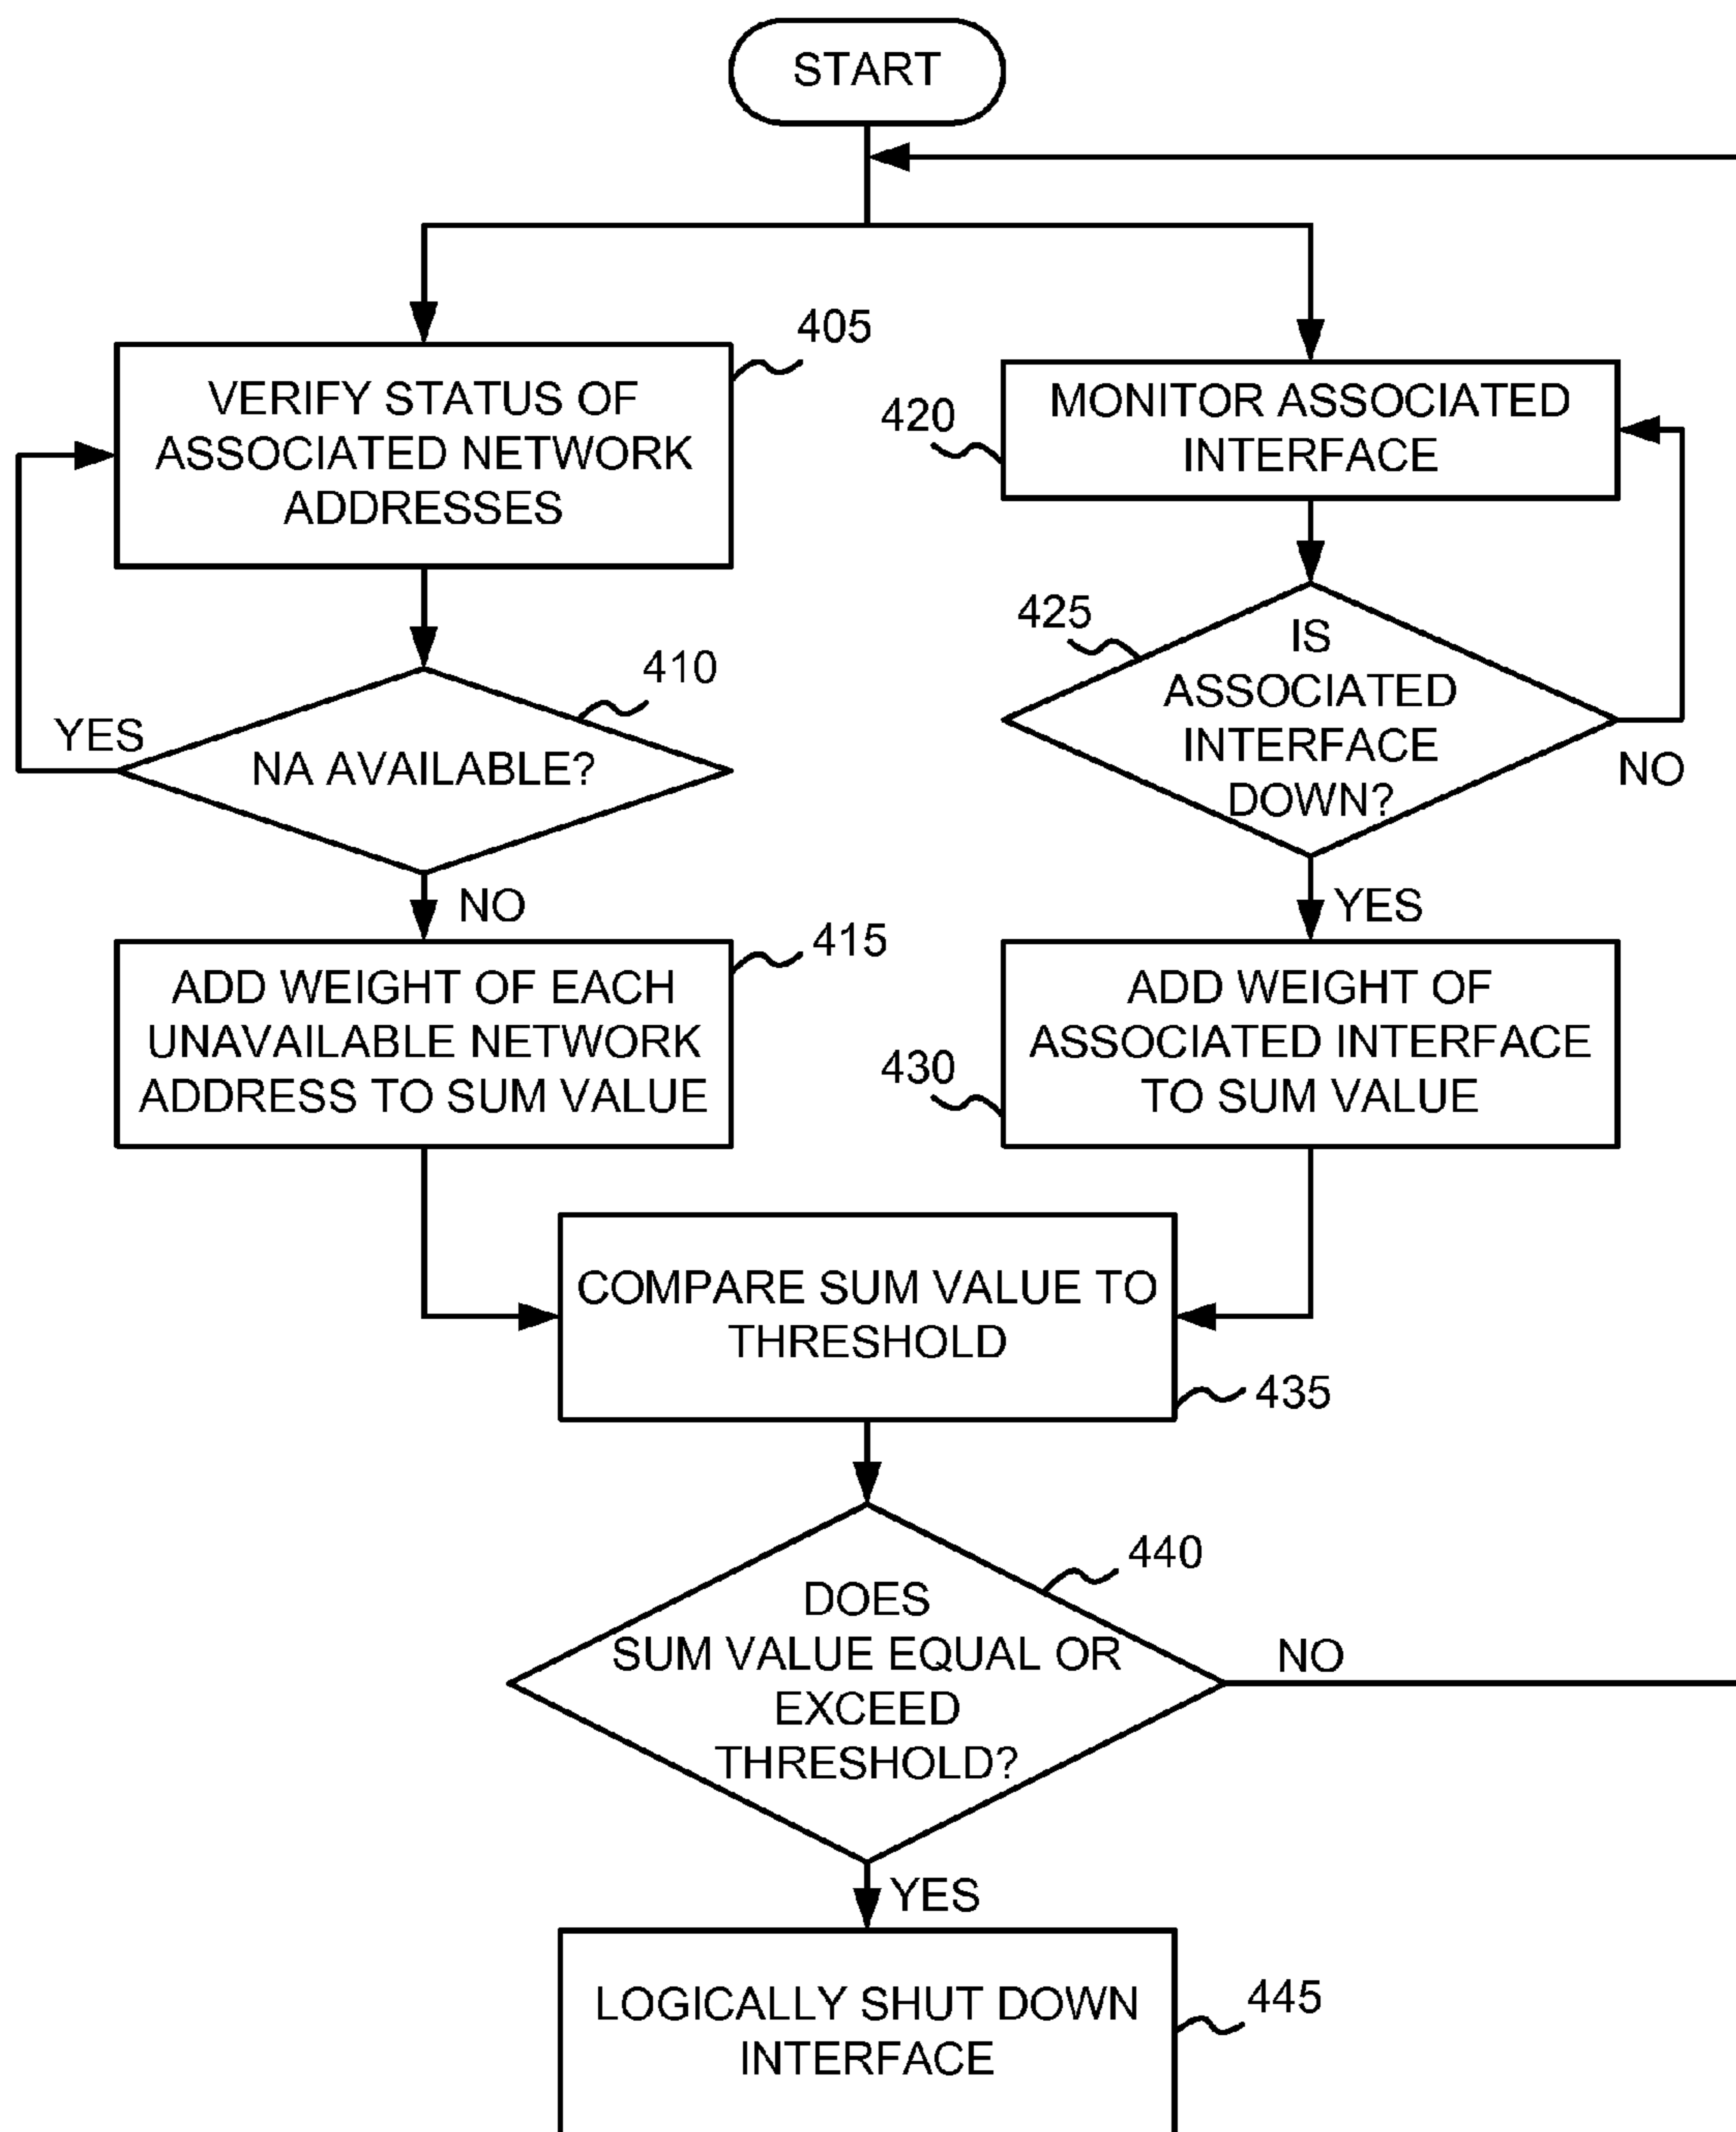 START
405
VERIFY STATUS OF
ASSOCIATED NETWORK
ADDRESSES
420
MONITOR ASSOCIATED
INTERFACE
410
YES
NA AVAILABLE?
NO
425
IS
ASSOCIATED
INTERFACE
DOWN?
NO
YES
415
ADD WEIGHT OF EACH
UNAVAILABLE NETWORK
ADDRESS TO SUM VALUE
430
ADD WEIGHT OF
ASSOCIATED INTERFACE
TO SUM VALUE
COMPARE SUM VALUE TO
THRESHOLD
435
440
DOES
SUM VALUE EQUAL OR
EXCEED
THRESHOLD?
NO
YES
LOGICALLY SHUT DOWN
INTERFACE
445